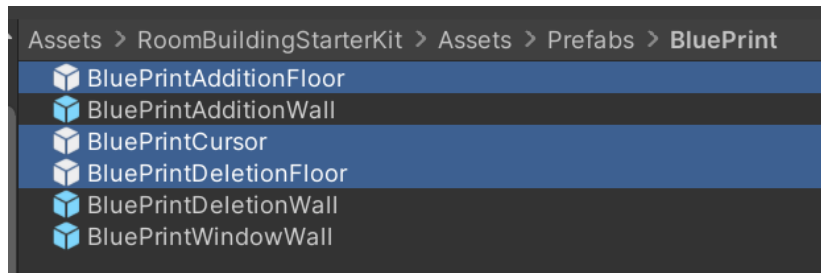 Assets > RoomBuildingStarterKit > Assets > Prefabs > BluePrint
BluePrintAdditionFloor
BluePrintAdditionWall
BluePrintCursor
BluePrintDeletionFloor
BluePrintDeletionWall
BluePrintWindowWall